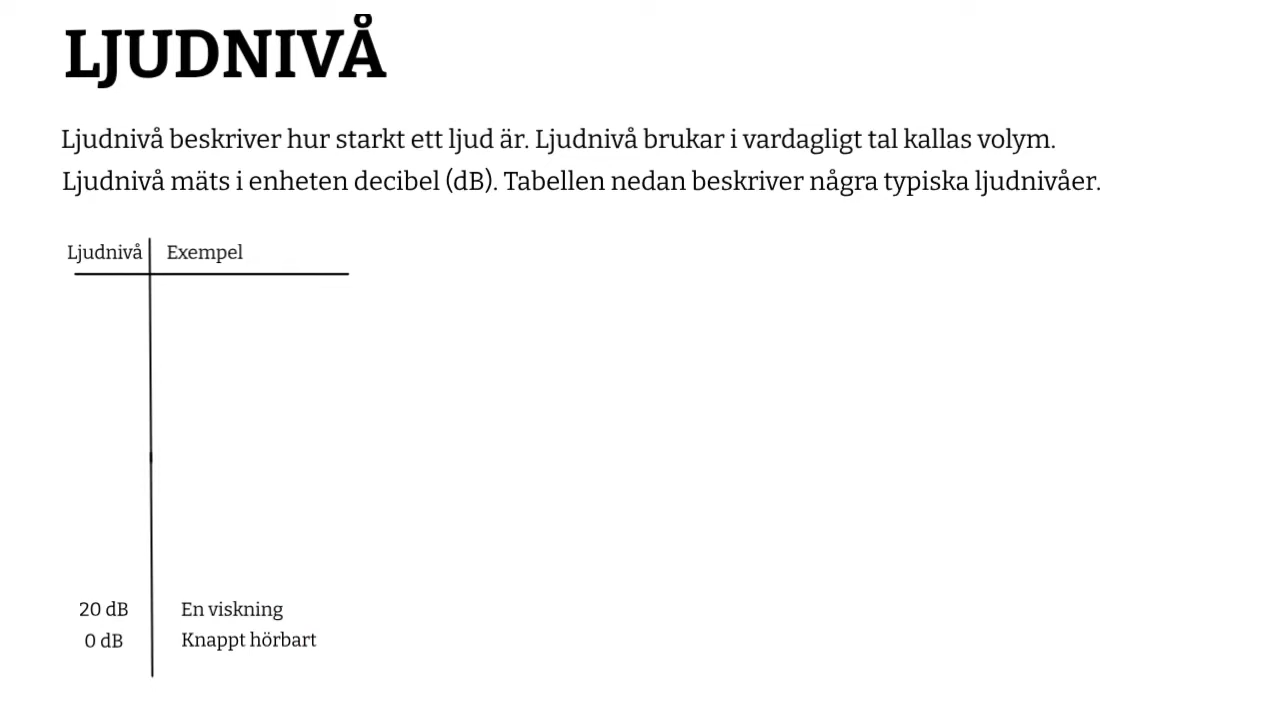 LJUDNIVÅ
Ljudnivå beskriver hur starkt ett ljud är. Ljudnivå brukar i vardagligt tal kallas volym.
Ljudnivå mäts i enheten decibel (dB). Tabellen nedan beskriver några typiska ljudnivåer.
Ljudnivå Exempel
20 dB En viskning
0 dB Knappt hörbart